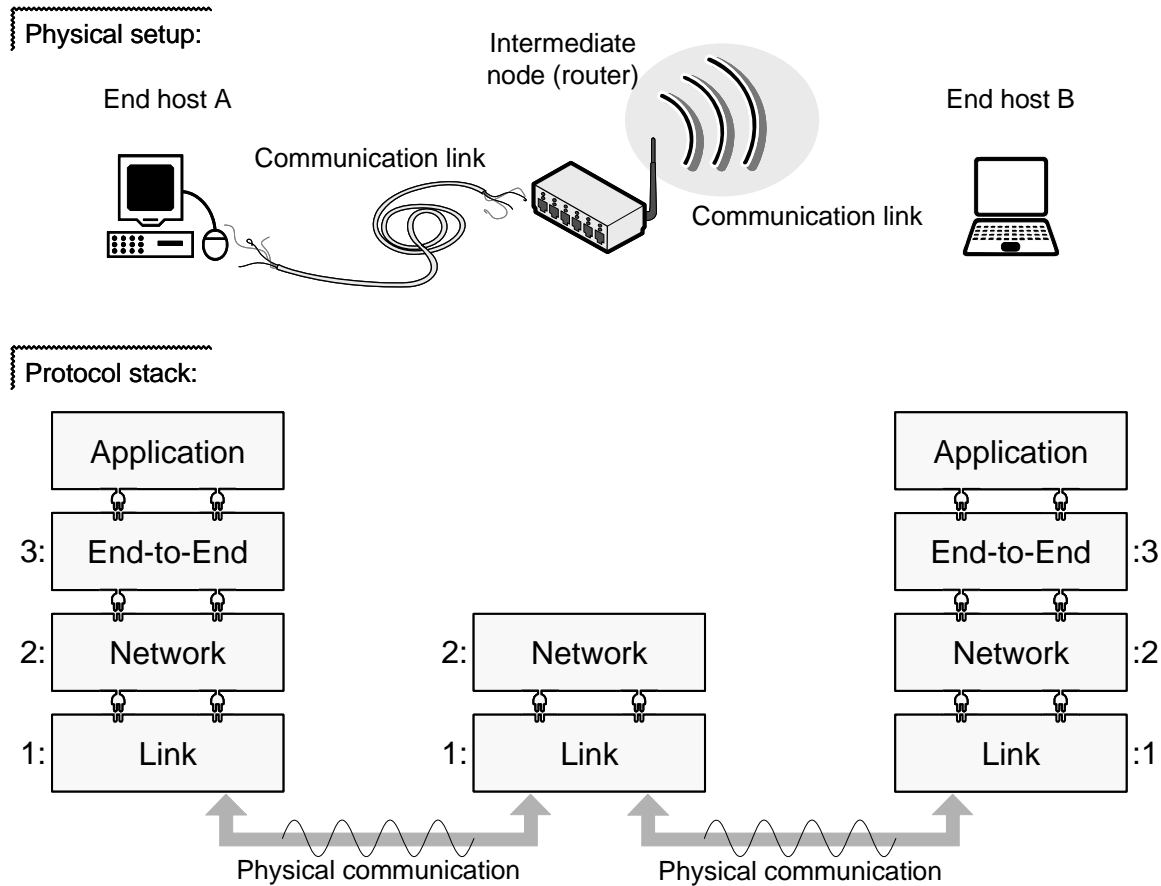 Physical setup:
Intermediate
node (router)
End host A
End host B
Communication link
Communication link
Protocol stack:
Application
Application
3: End-to-End
End-to-End :3
2: Network
2: Network
Network :2
1: Link
1: Link
Link :1
Physical communication
Physical communication